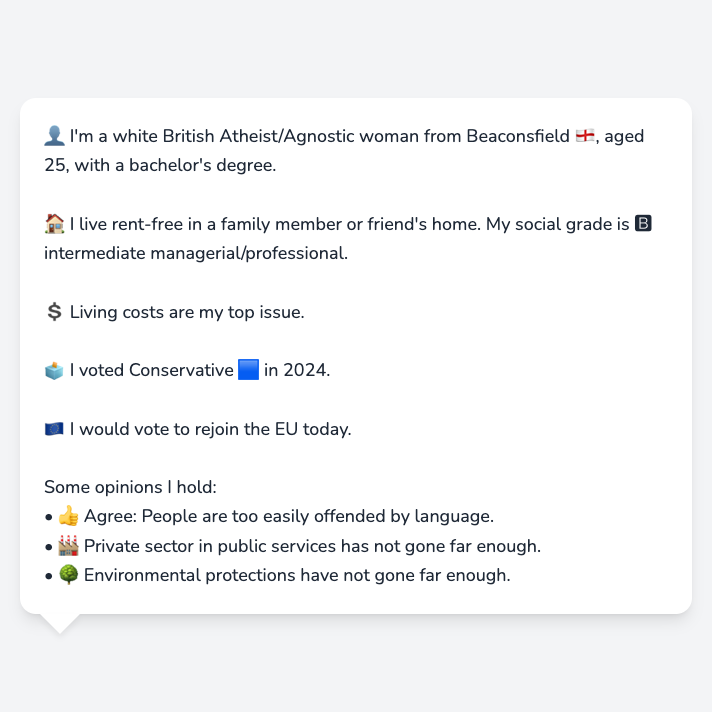 👤 I'm a white British Atheist/Agnostic woman from Beaconsfield 🏴󠁧󠁢󠁥󠁮󠁧󠁿, aged
25, with a bachelor's degree.
🏠 I live rent-free in a family member or friend's home. My social grade is 🅱
intermediate managerial/professional.
💲 Living costs are my top issue.
🗳️ I voted Conservative 🟦 in 2024.
🇪🇺 I would vote to rejoin the EU today.
Some opinions I hold:
• 👍 Agree: People are too easily offended by language.
• 🏭 Private sector in public services has not gone far enough.
• 🌳 Environmental protections have not gone far enough.